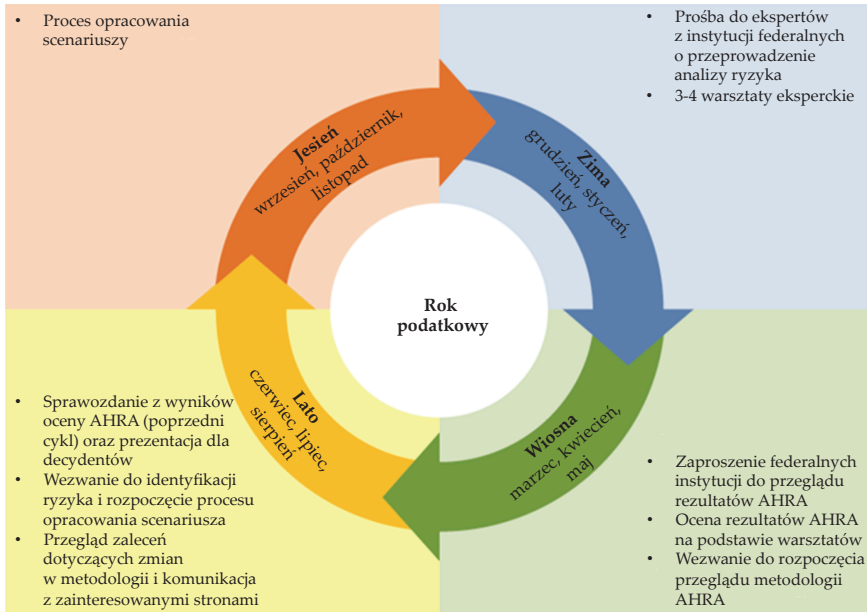 • Proces opracowania
scenariuszy
• Prośba do ekspertów
z instytucji federalnych
o przeprowadzenie
analizy ryzyka
• 3-4 warsztaty eksperckie
Jesień
wrzesień, październik,
listopad
Zima
grudzień, styczeń,
luty
Rok
podatkowy
Lato
czerwiec, lipiec,
sierpień
Wiosna
marzec, kwiecień,
maj
• Sprawozdanie z wyników
oceny AHRA (poprzedni
cykl) oraz prezentacja dla
decydentów
• Wezwanie do identyfikacji
ryzyka i rozpoczęcie procesu
opracowania scenariusza
• Przegląd zaleceń
dotyczących zmian
w metodologii i komunikacja
z zainteresowanymi stronami
• Zaproszenie federalnych
instytucji do przeglądu
rezultatów AHRA
• Ocena rezultatów AHRA
na podstawie warsztatów
• Wezwanie do rozpoczęcia
przeglądu metodologii
AHRA